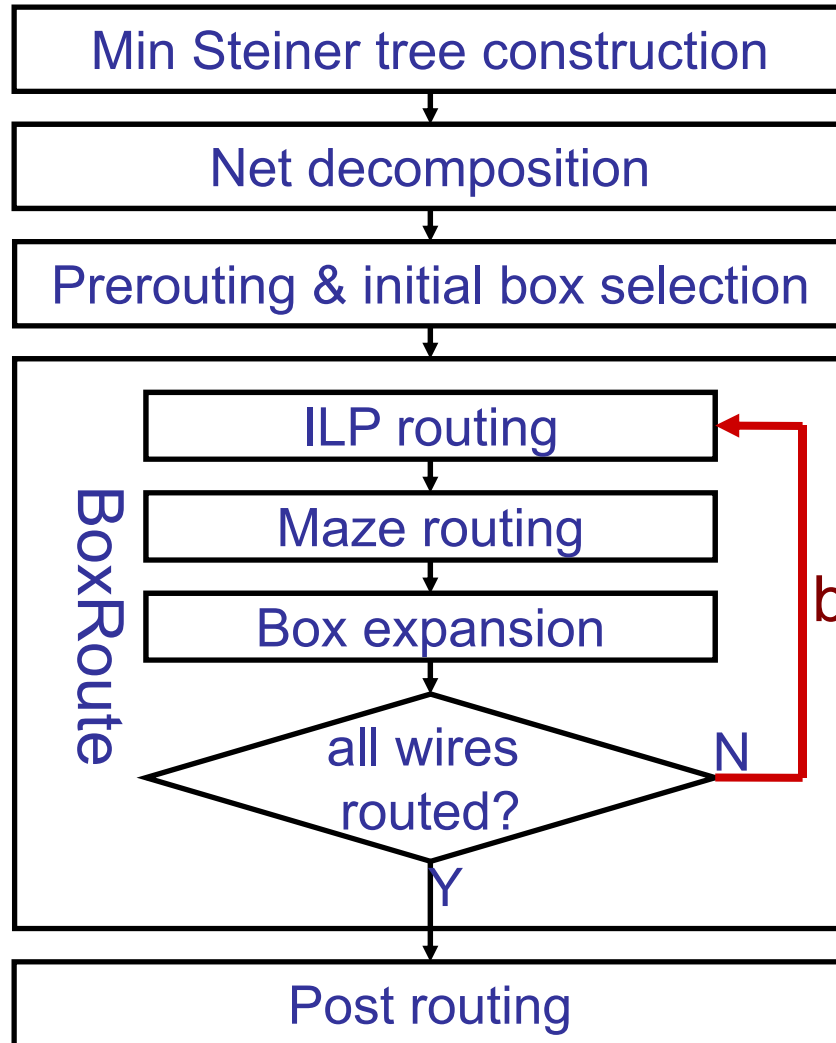 Min Steiner tree construction
Net decomposition
Prerouting & initial box selection
BoxRoute
ILP routing
Maze routing
Box expansion
b
all wires
routed?
N
Y
Post routing